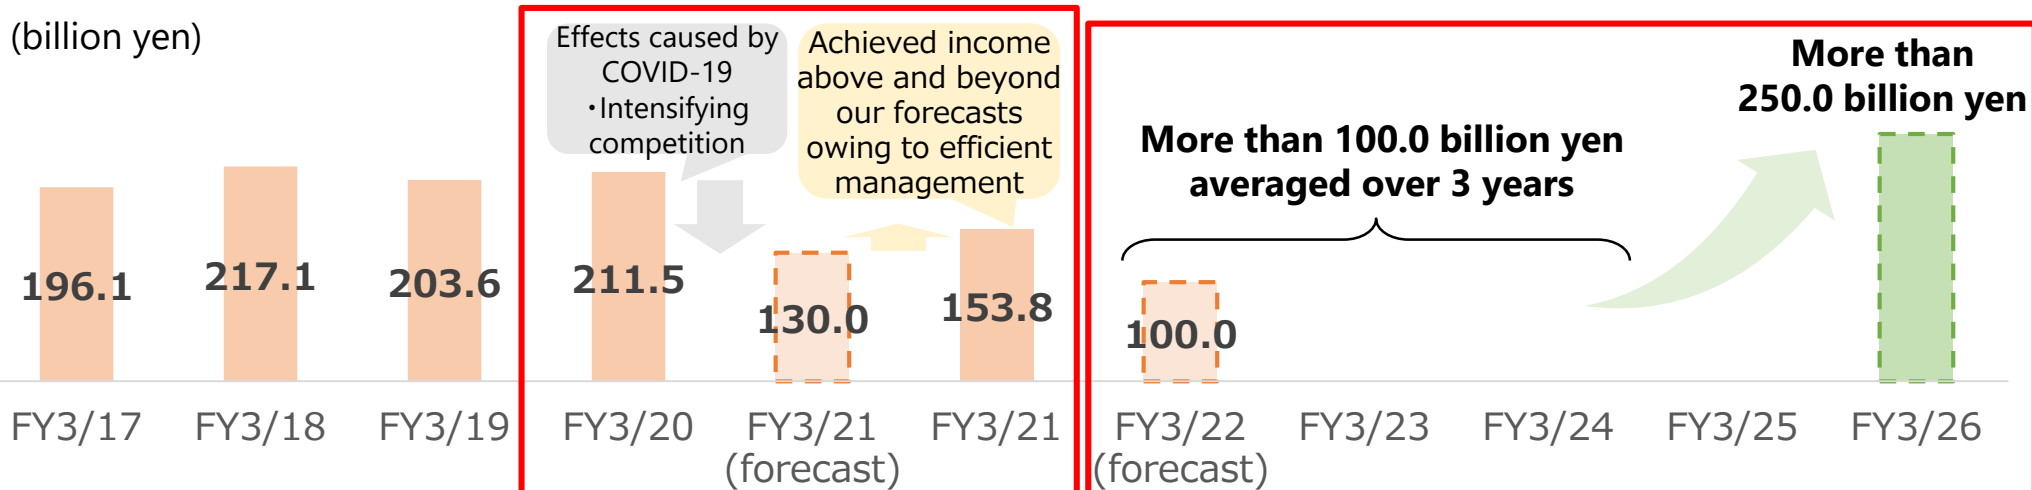 (billion yen)
Effects caused by
COVID-19
・Intensifying
competition
Achieved income
above and beyond
our forecasts
owing to efficient
management
More than 100.0 billion yen
averaged over 3 years
More than
250.0 billion yen
196.1
217.1
203.6
211.5
130.0
153.8
100.0
FY3/17
FY3/18
FY3/19
FY3/20
FY3/21
(forecast)
FY3/21
FY3/22
(forecast)
FY3/23
FY3/24
FY3/25
FY3/26